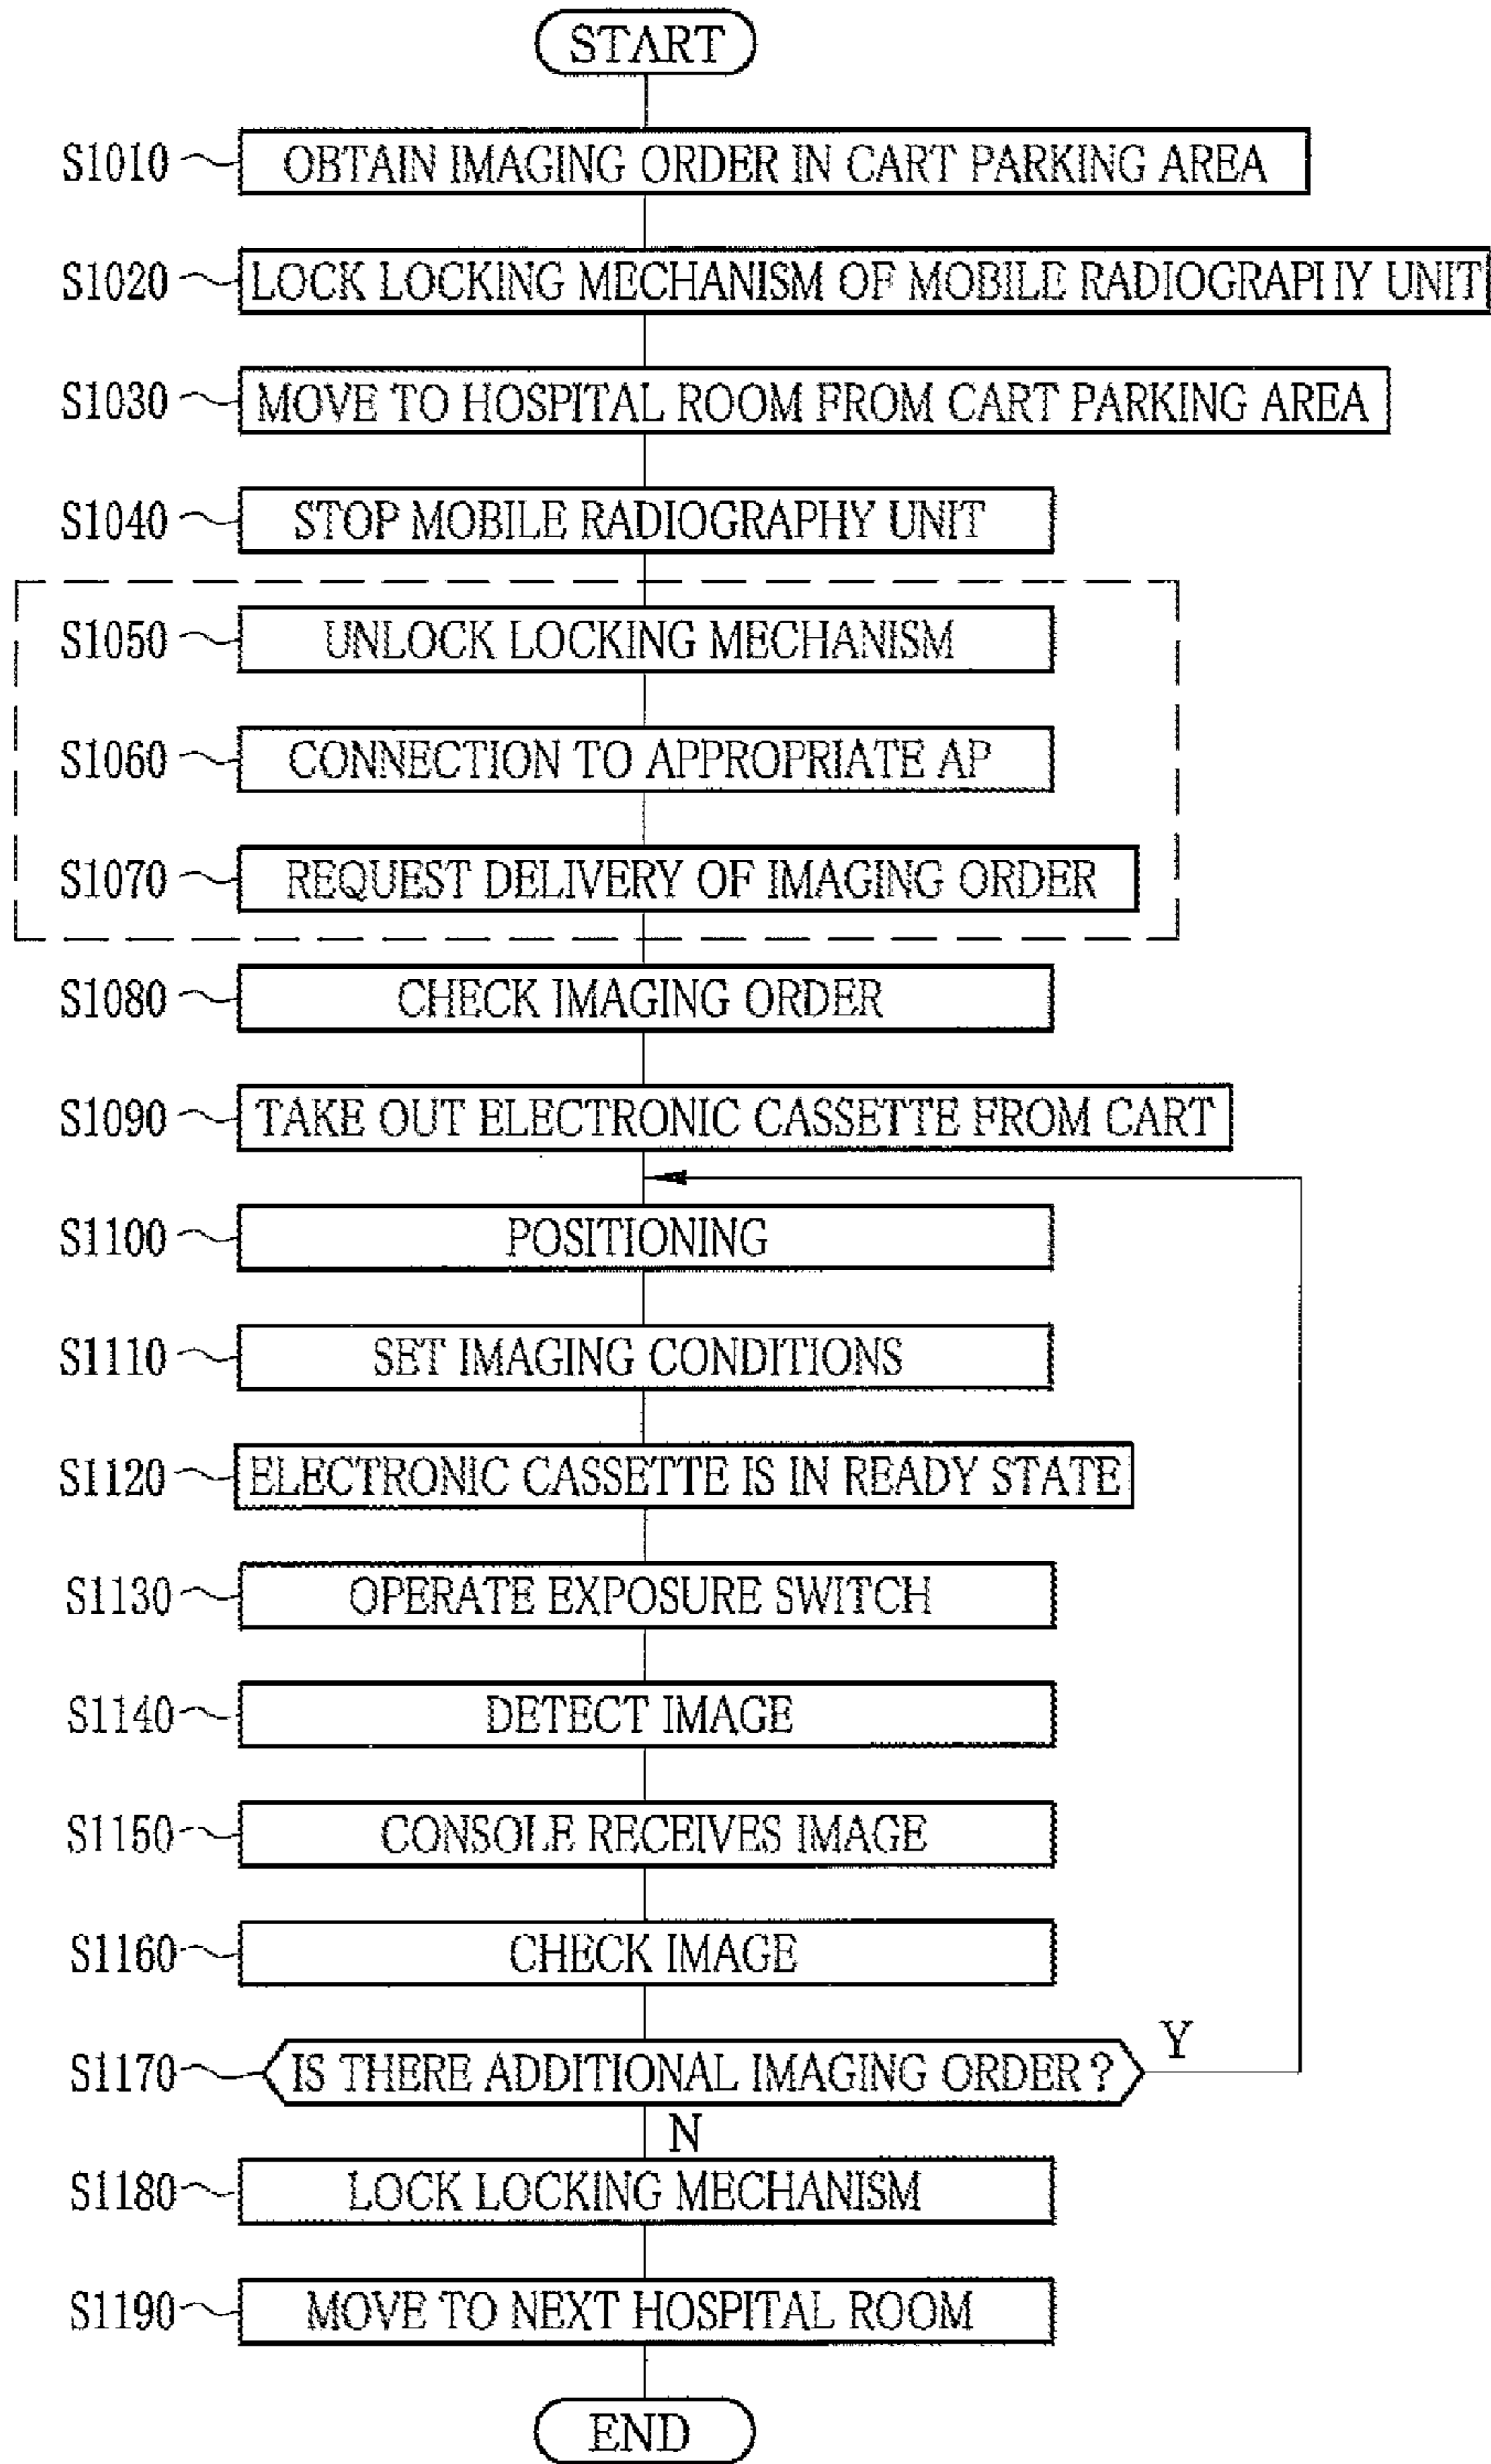 START
S1010 OBTAIN IMAGING ORDER IN CART PARKING AREA
S1020 LOCK LOCKING MECHANISM OF MOBILE RADIOGRAPHY UNIT
S1030 MOVE TO HOSPITAL ROOM FROM CART PARKING AREA
S1040 STOP MOBILE RADIOGRAPHY UNIT
S1050 UNLOCK LOCKING MECHANISM
S1060 CONNECTION TO APPROPRIATE AP
S1070 REQUEST DELIVERY OF IMAGING ORDER
S1080 CHECK IMAGING ORDER
S1090 TAKE OUT ELECTRONIC CASSETTE FROM CART
S1100 POSITIONING
S1110 SET IMAGING CONDITIONS
S1120 ELECTRONIC CASSETTE IS IN READY STATE
S1130 OPERATE EXPOSURE SWITCH
S1140 DETECT IMAGE
S1150 CONSOLE RECEIVES IMAGE
S1160 CHECK IMAGE
S1170 IS THERE ADDITIONAL IMAGING ORDER? Y
N
S1180 LOCK LOCKING MECHANISM
S1190 MOVE TO NEXT HOSPITAL ROOM
END